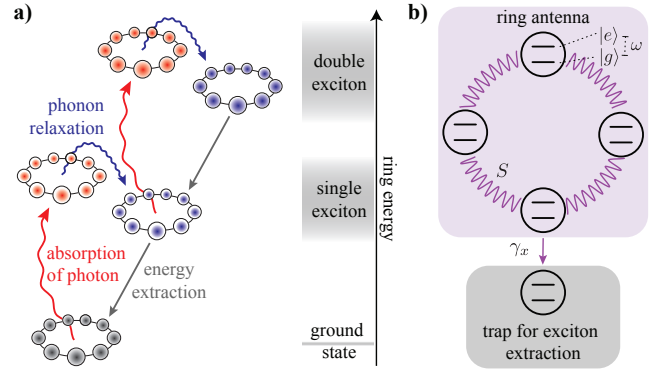 a)
phonon
relaxation
absorption
of photon
energy
extraction
double
exciton
single
exciton
ground
state
ring energy
b)
ring antenna
|e⟩
|g⟩
ω
S
γₓ
trap for exciton
extraction